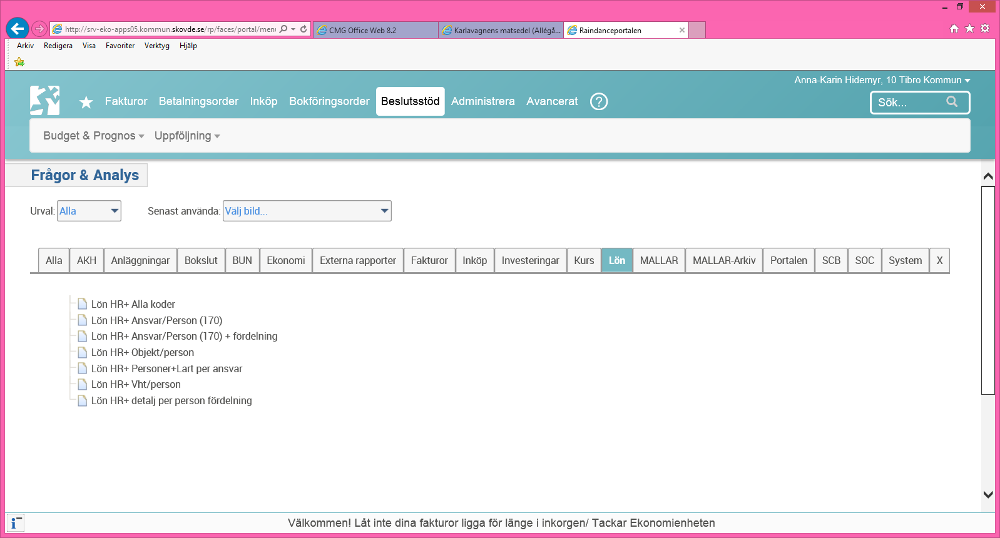 http://srv-eko-apps05.kommun.skovde.se/rp/faces/portal/menu
CMG Office Web 8.2
Karlavagnens matsedel (Allégå...
Raindanceportalen
Arkiv Redigera Visa Favoriter Verktyg Hjälp
Anna-Karin Hidemyr, 10 Tibro Kommun
Fakturor Betalningsorder Inköp Bokföringsorder Beslutsstöd Administrera Avancerat ?
Sök...
Budget & Prognos Uppföljning
Frågor & Analys
Urval: Alla Senast använda: Välj bild...
Alla AKH Anläggningar Bokslut BUN Ekonomi Externa rapporter Fakturor Inköp Investeringar Kurs Lön MALLAR MALLAR-Arkiv Portalen SCB SOC System X
Lön HR+ Alla koder
Lön HR+ Ansvar/Person (170)
Lön HR+ Ansvar/Person (170) + fördelning
Lön HR+ Objekt/person
Lön HR+ Personer+Lart per ansvar
Lön HR+ Vht/person
Lön HR+ detalj per person fördelning
Välkommen! Låt inte dina fakturor ligga för länge i inkorgen/ Tackar Ekonomienheten